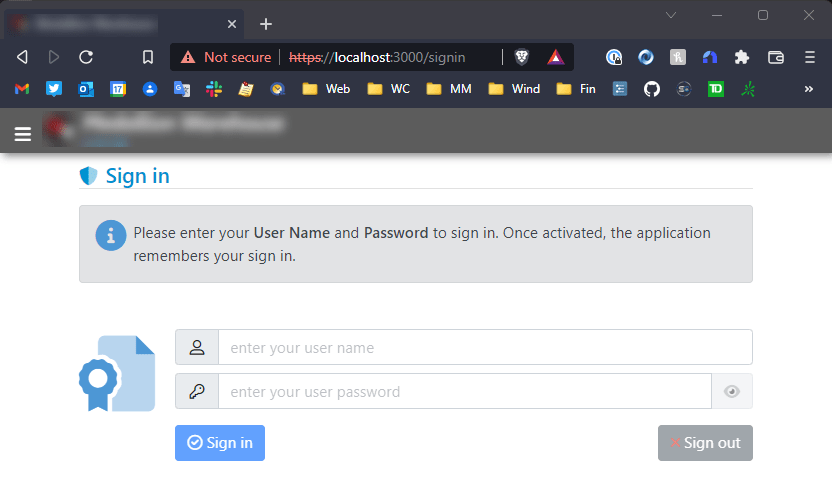 Not secure https://localhost:3000/signin
Web WC MM Wind Fin
Sign in
Please enter your User Name and Password to sign in. Once activated, the application
remembers your sign in.
enter your user name
enter your user password
Sign in
Sign out